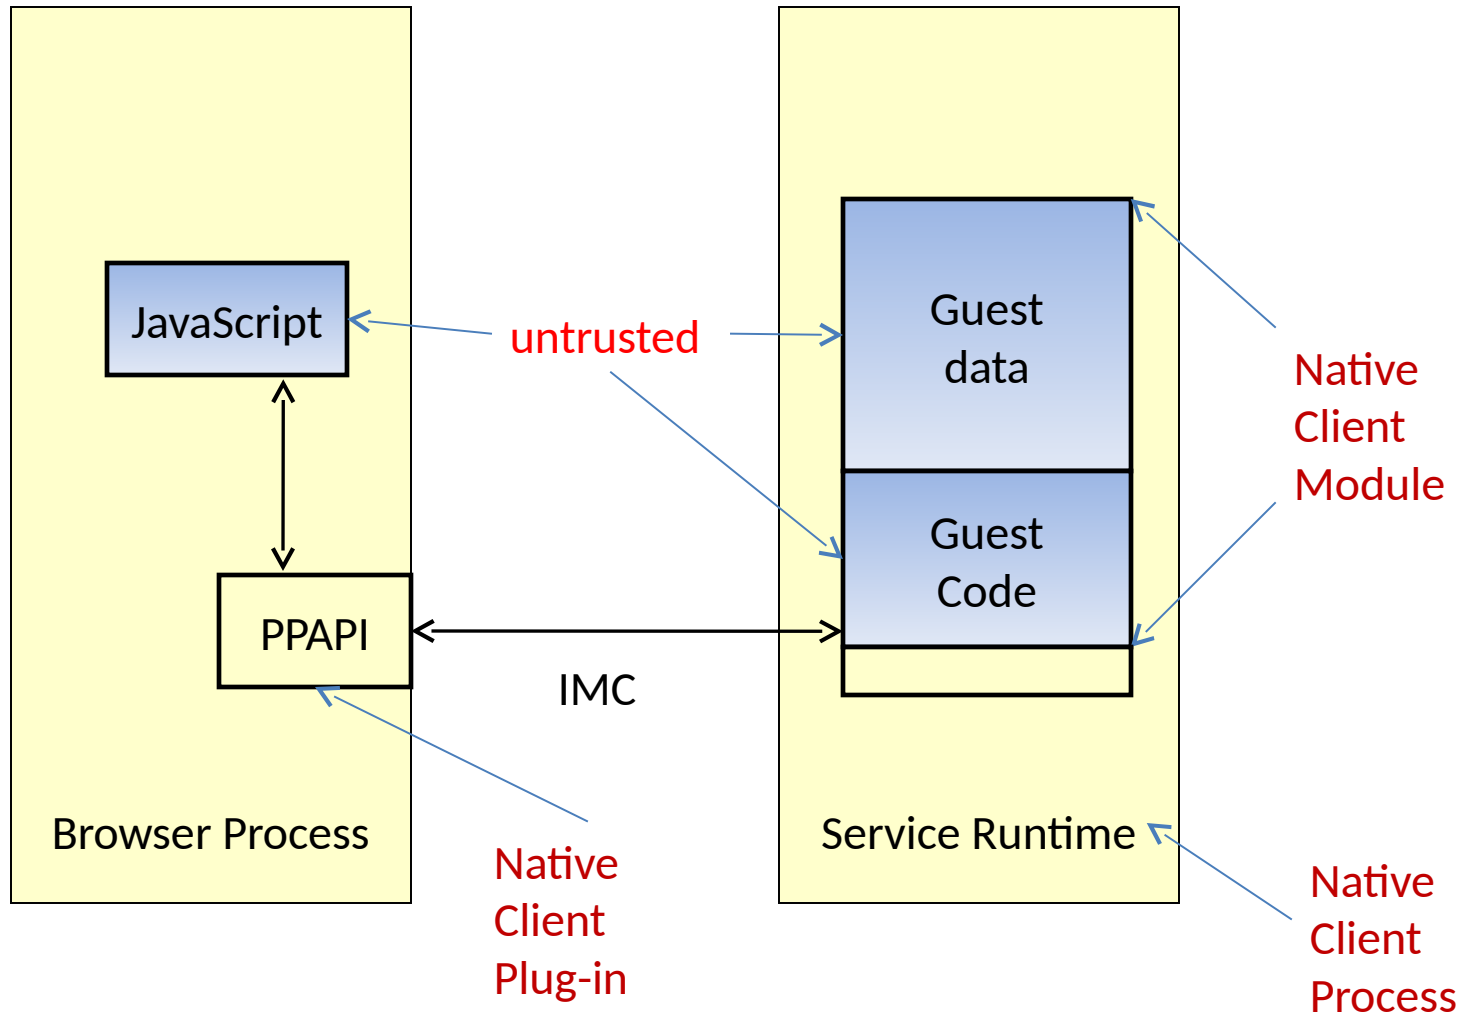 JavaScript
untrusted
Guest
data
Native
Client
Module
Guest
Code
PPAPI
IMC
Browser Process
Service Runtime
Native
Client
Plug-in
Native
Client
Process